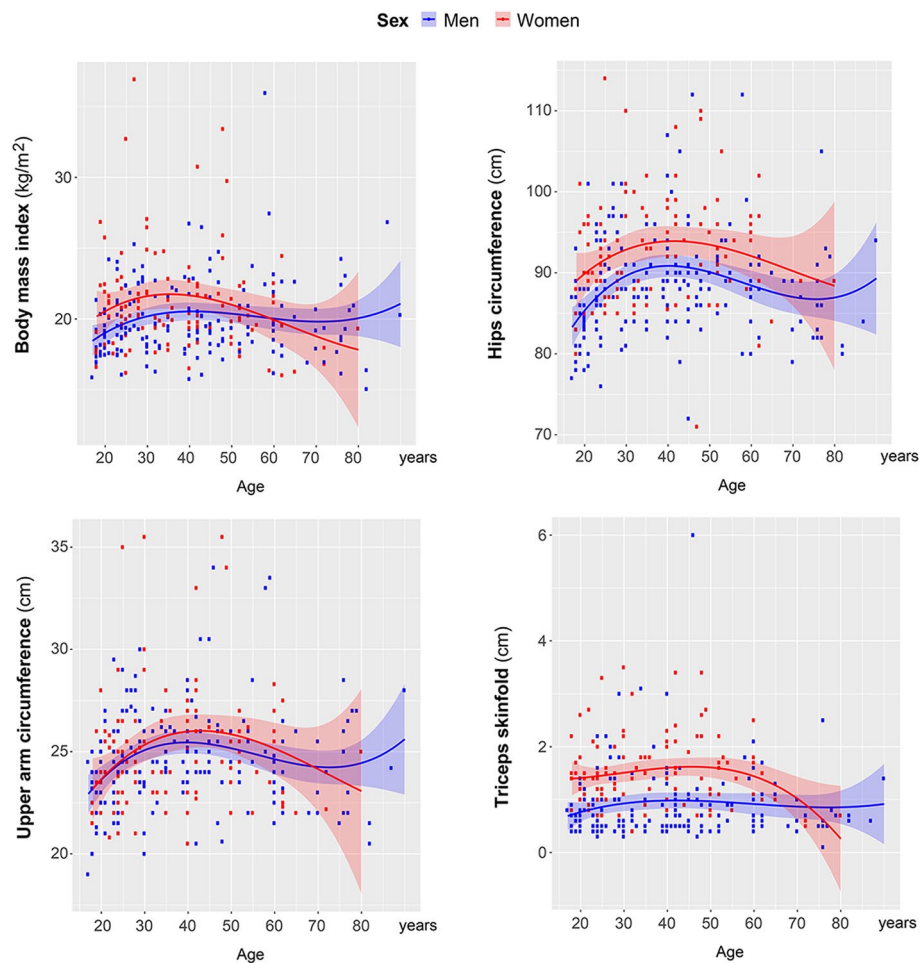 Sex Men Women
Body mass index (kg/m²)
30
20
20 30 40 50 60 70 80 years
Age
Hips circumference (cm)
110
100
90
80
70
20 30 40 50 60 70 80 years
Age
Upper arm circumference (cm)
35
30
25
20
20 30 40 50 60 70 80 years
Age
Triceps skinfold (cm)
6
4
2
0
20 30 40 50 60 70 80 years
Age